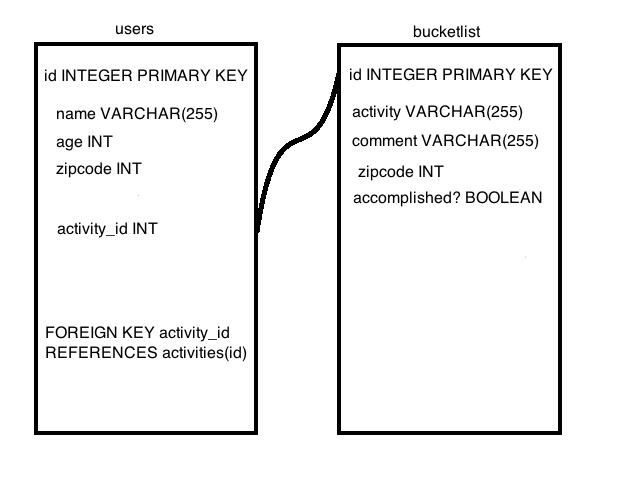 users
id INTEGER PRIMARY KEY
name VARCHAR(255)
age INT
zipcode INT
activity_id INT
FOREIGN KEY activity_id
REFERENCES activities(id)
bucketlist
id INTEGER PRIMARY KEY
activity VARCHAR(255)
comment VARCHAR(255)
zipcode INT
accomplished? BOOLEAN